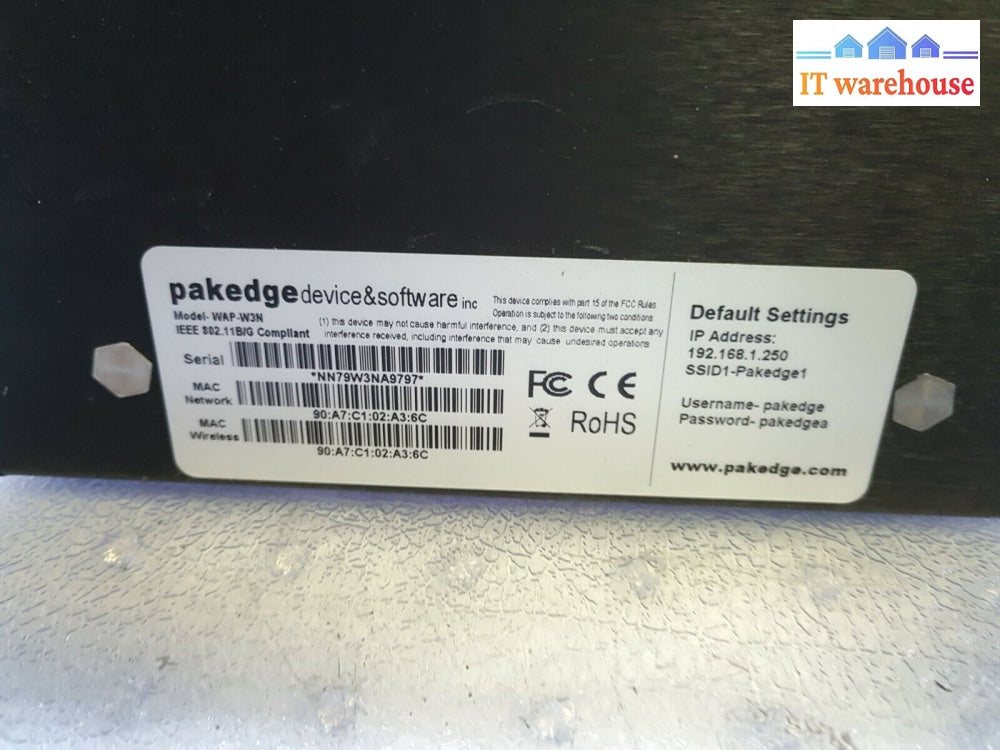 IT warehouse
pakedgedevice&software inc
Model- WAP-W3N
IEEE 802.11B/G Compliant
This device complies with part 15 of the FCC Rules
Operation is subject to the following two conditions
(1) this device may not cause harmful interference, and (2) this device must accept any
interference received, including interference that may cause undesired operations
Serial
*NN79W3NA9797*
MAC
Network
90:A7:C1:02:A3:6C
MAC
Wireless
90:A7:C1:02:A3:6C
FC CE
RoHS
Default Settings
IP Address:
192.168.1.250
SSID1-Pakedge1
Username- pakedge
Password- pakedgea
www.pakedge.com